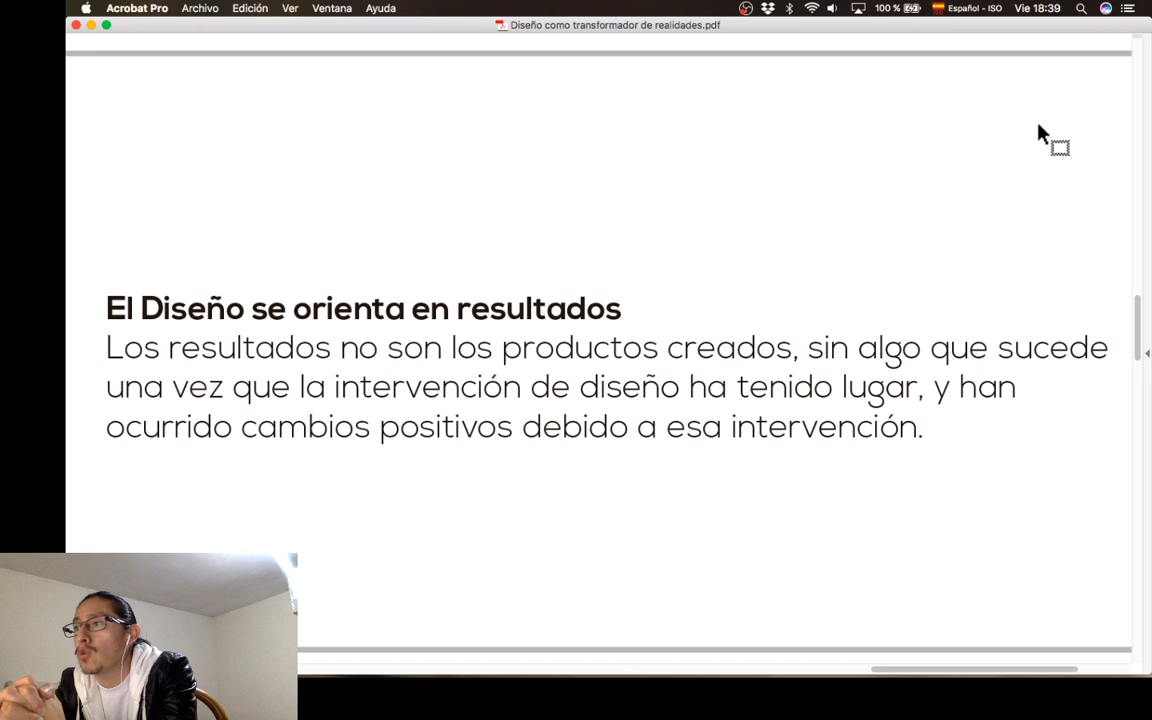 Acrobat Pro Archivo Edición Ver Ventana Ayuda 100 % Español - ISO Vie 18:39
Diseño como transformador de realidades.pdf
El Diseño se orienta en resultados
Los resultados no son los productos creados, sin algo que sucede
una vez que la intervención de diseño ha tenido lugar, y han
ocurrido cambios positivos debido a esa intervención.